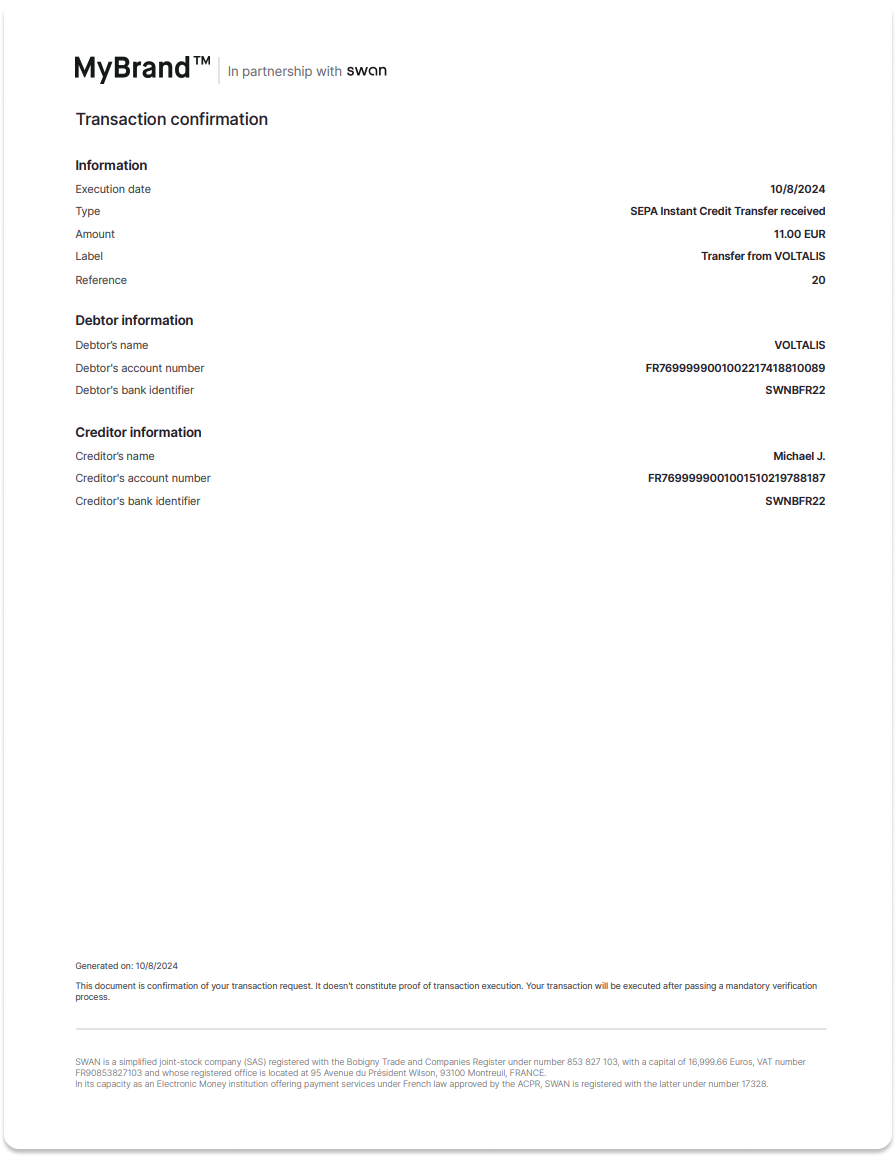 MyBrand™ In partnership with swan
Transaction confirmation
Information
Execution date 10/8/2024
Type SEPA Instant Credit Transfer received
Amount 11.00 EUR
Label Transfer from VOLTALIS
Reference 20
Debtor information
Debtor's name VOLTALIS
Debtor's account number FR7699999001002217418810089
Debtor's bank identifier SWNBFR22
Creditor information
Creditor's name Michael J.
Creditor's account number FR7699999001001510219788187
Creditor's bank identifier SWNBFR22
Generated on: 10/8/2024
This document is confirmation of your transaction request. It doesn't constitute proof of transaction execution. Your transaction will be executed after passing a mandatory verification
process.
SWAN is a simplified joint-stock company (SAS) registered with the Bobigny Trade and Companies Register under number 853 827 103, with a capital of 16,999.66 Euros, VAT number
FR90853827103 and whose registered office is located at 95 Avenue du Président Wilson, 93100 Montreuil, FRANCE.
In its capacity as an Electronic Money institution offering payment services under French law approved by the ACPR, SWAN is registered with the latter under number 17328.